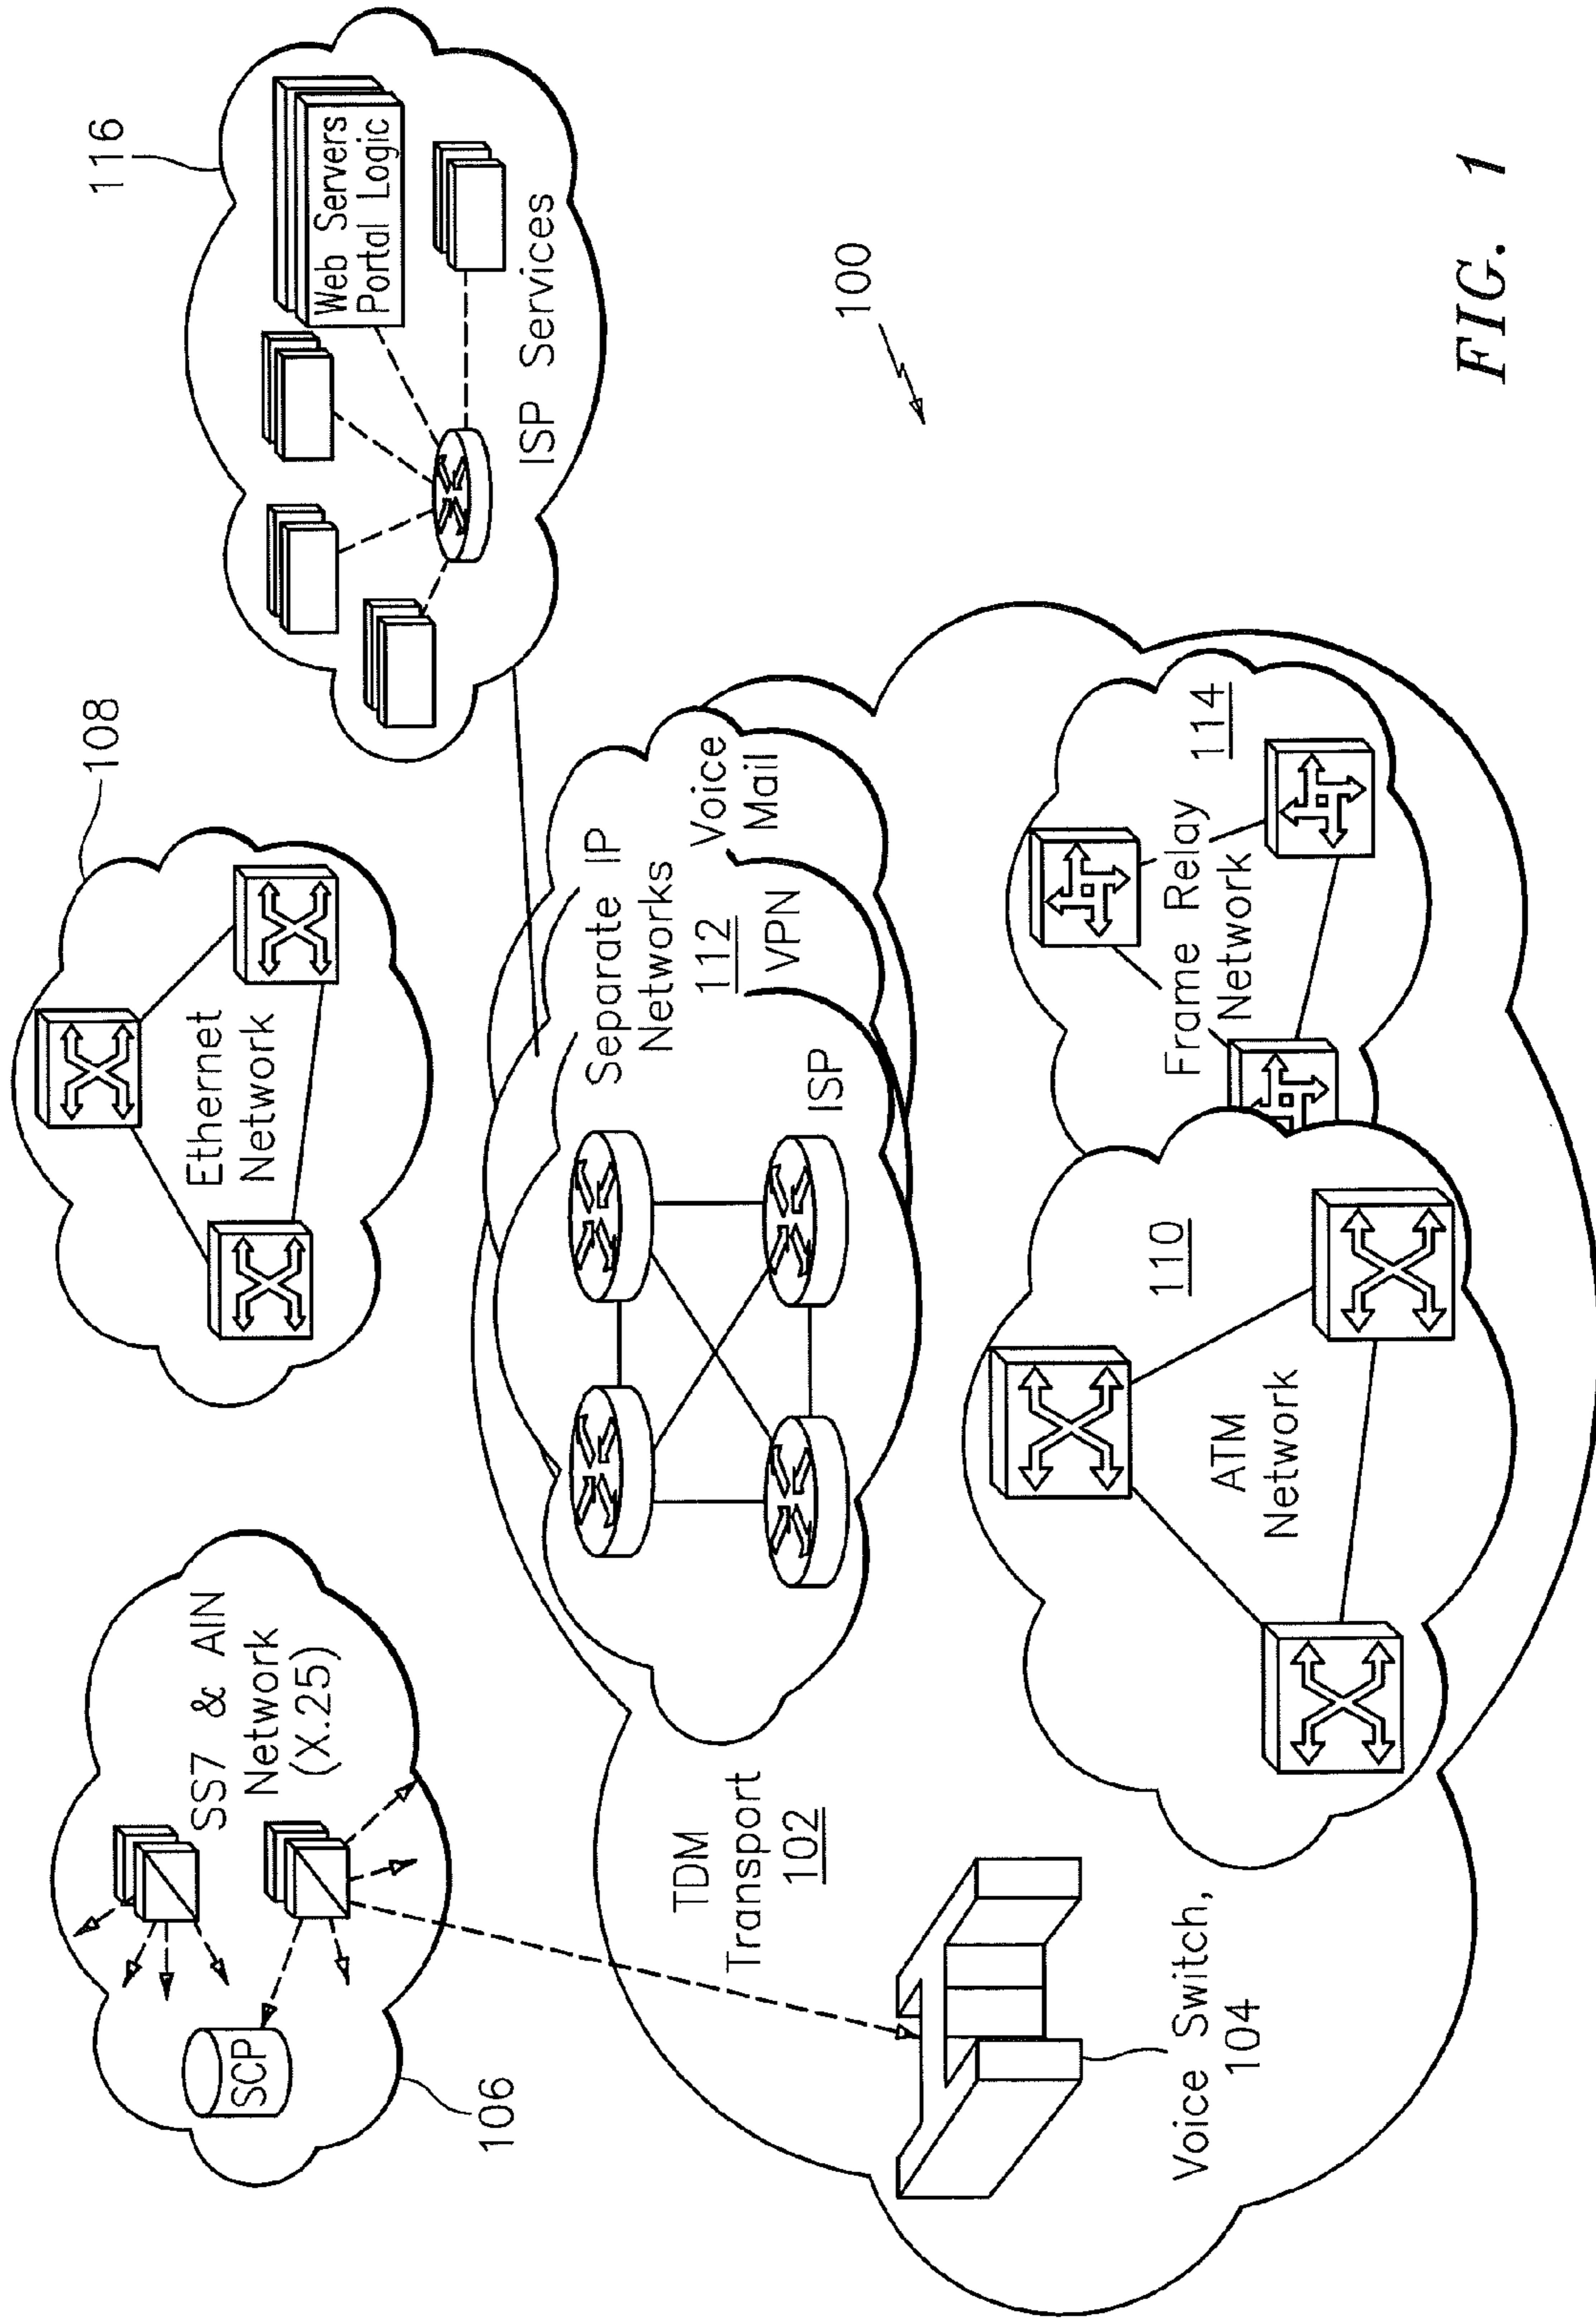 SS7 & AIN
Network
(X.25)
SCP
106
108
Ethernet
Network
116
Web Servers
Portal Logic
ISP Services
100
TDM
Transport
102
Separate IP
Networks
112
Voice
Mail
VPN
ISP
Voice Switch,
104
110
ATM
Network
Frame Relay
Network
114
FIG. 1